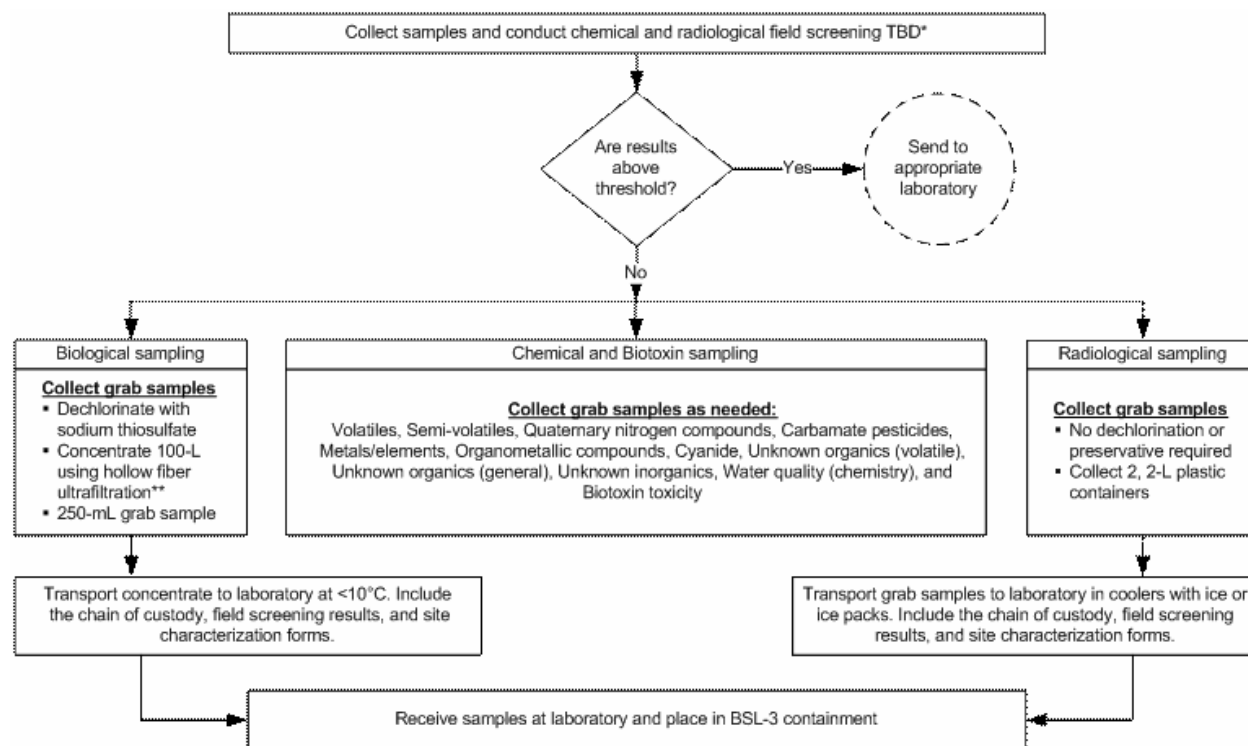 Collect samples and conduct chemical and radiological field screening TBD*
Are results
above
threshold?
Yes
Send to
appropriate
laboratory
No
Biological sampling
Collect grab samples
▪ Dechlorinate with
sodium thiosulfate
▪ Concentrate 100-L
using hollow fiber
ultrafiltration**
▪ 250-mL grab sample
Chemical and Biotoxin sampling
Collect grab samples as needed:
Volatiles, Semi-volatiles, Quaternary nitrogen compounds, Carbamate pesticides,
Metals/elements, Organometallic compounds, Cyanide, Unknown organics (volatile),
Unknown organics (general), Unknown inorganics, Water quality (chemistry), and
Biotoxin toxicity
Radiological sampling
Collect grab samples
▪ No dechlorination or
preservative required
▪ Collect 2, 2-L plastic
containers
Transport concentrate to laboratory at <10°C. Include
the chain of custody, field screening results, and site
characterization forms.
Transport grab samples to laboratory in coolers with ice or
ice packs. Include the chain of custody, field screening
results, and site characterization forms.
Receive samples at laboratory and place in BSL-3 containment